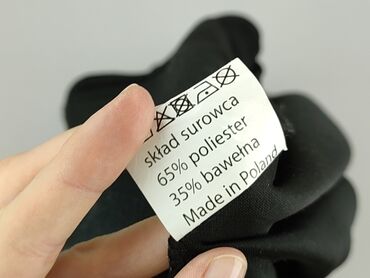 skład surowca
65% poliester
35% bawełna
Made in Poland